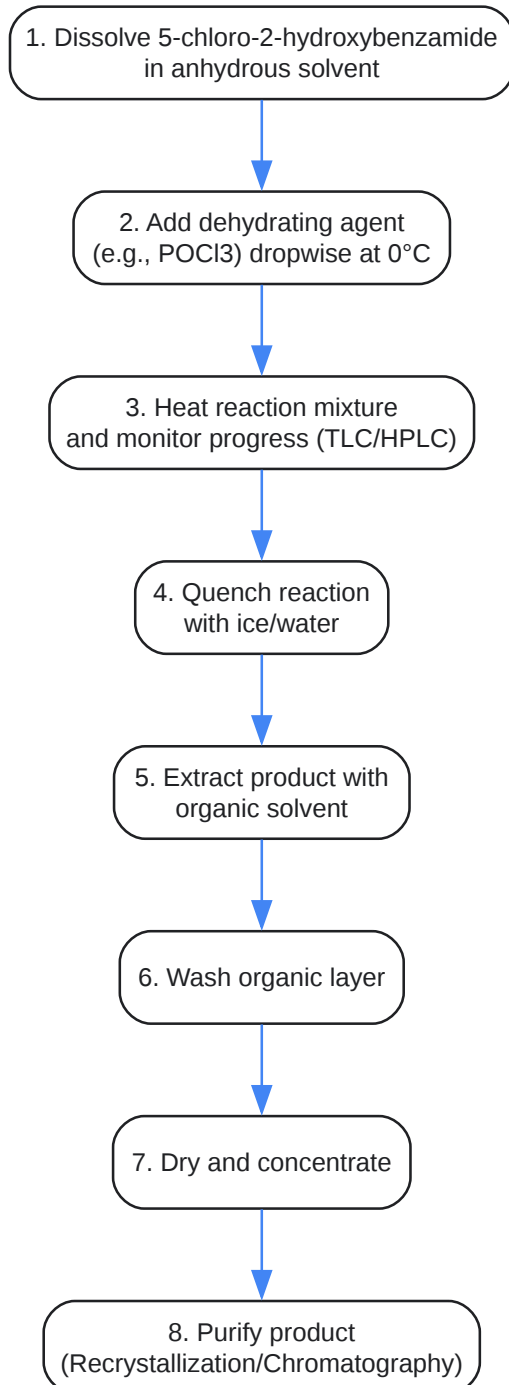 1. Dissolve 5-chloro-2-hydroxybenzamide
in anhydrous solvent
2. Add dehydrating agent
(e.g., POCl3) dropwise at 0°C
3. Heat reaction mixture
and monitor progress (TLC/HPLC)
4. Quench reaction
with ice/water
5. Extract product with
organic solvent
6. Wash organic layer
7. Dry and concentrate
8. Purify product
(Recrystallization/Chromatography)